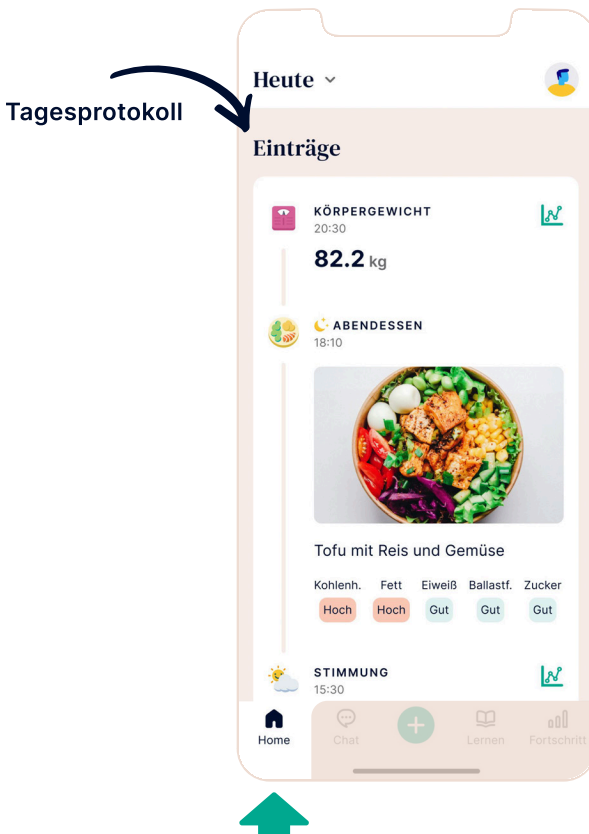 Heute
Tagesprotokoll
Einträge
KÖRPERGEWICHT
20:30
82.2 kg
ABENDESSEN
18:10
Tofu mit Reis und Gemüse
Kohlenh. Fett Eiweiß Ballastf. Zucker
Hoch Hoch Gut Gut Gut
STIMMUNG
15:30
Home Chat Lernen Fortschritt